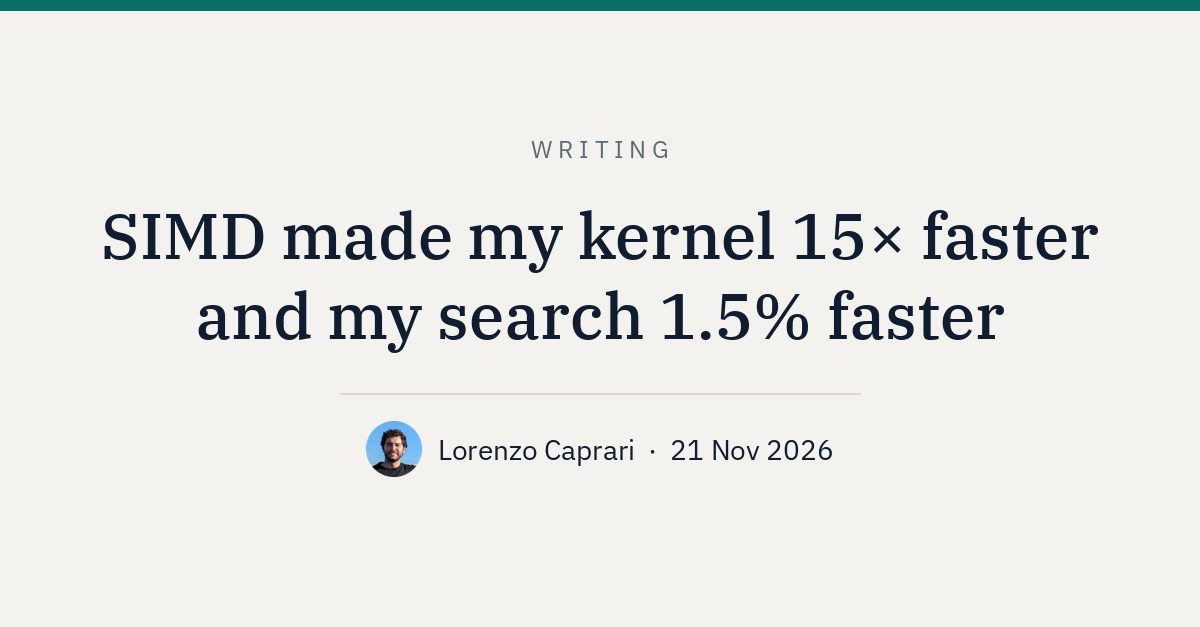 WRITING
SIMD made my kernel 15× faster
and my search 1.5% faster
Lorenzo Caprari · 21 Nov 2026